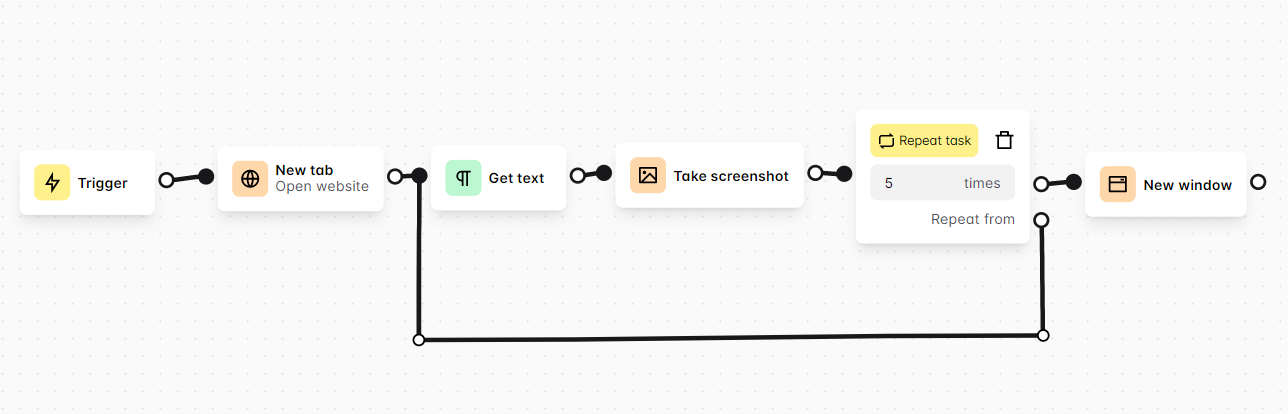 Trigger
New tab
Open website
Get text
Take screenshot
Repeat task
5 times
Repeat from
New window